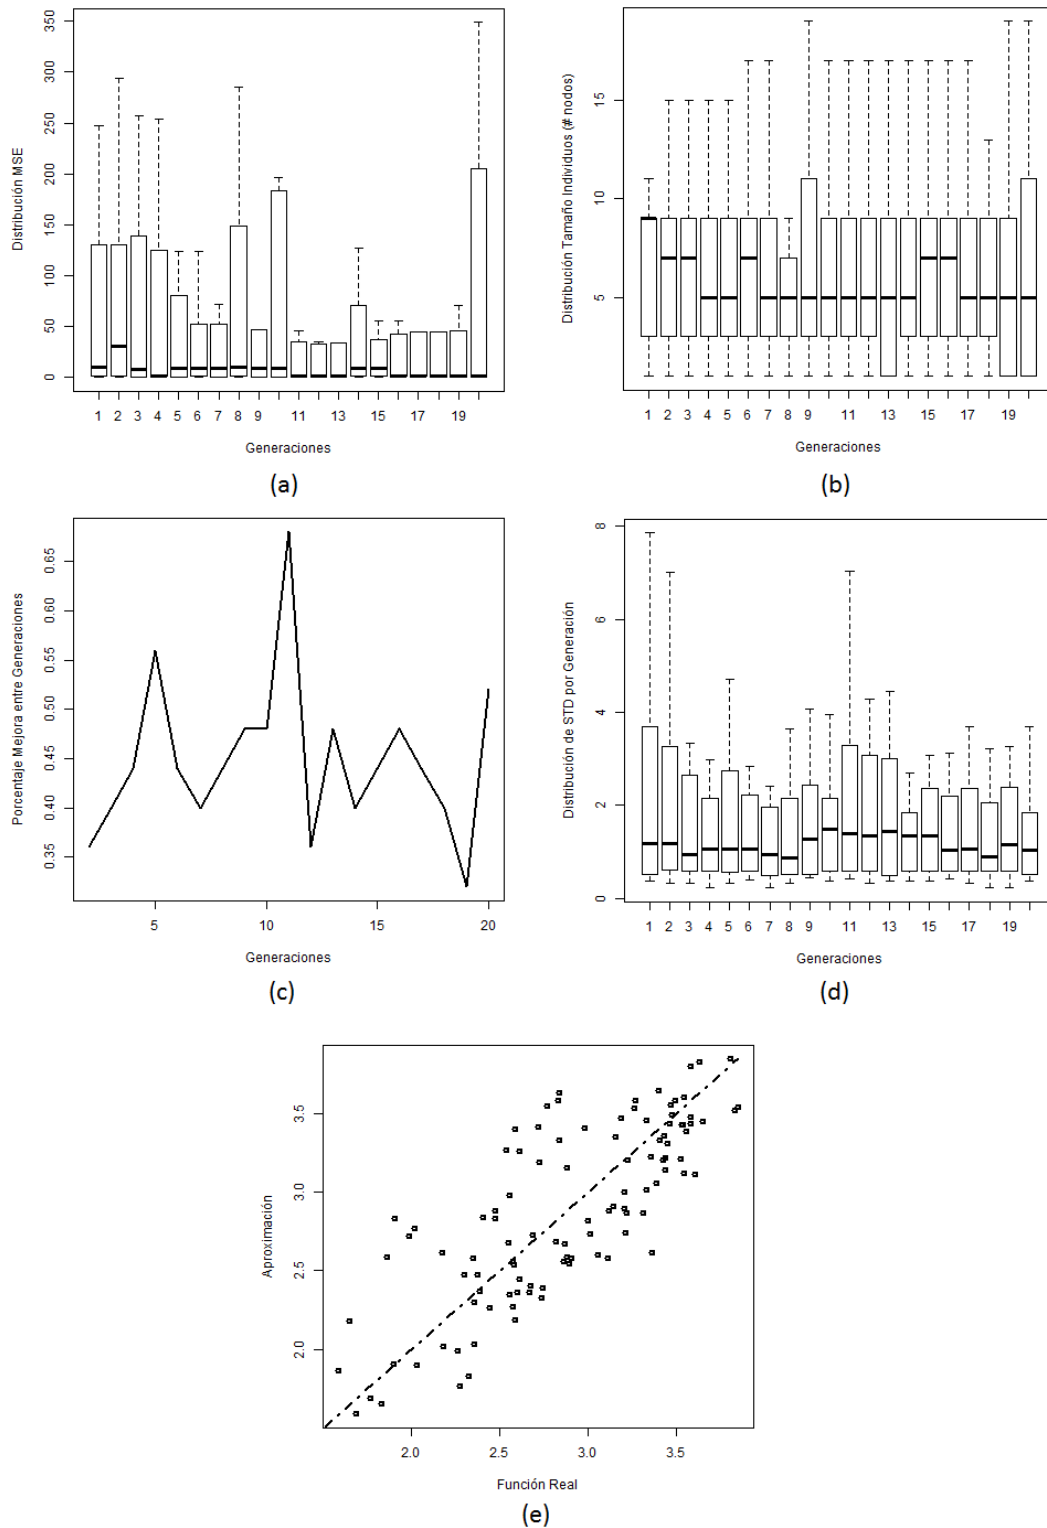 Distribución MSE
350
300
250
200
150
100
50
0
1 2 3 4 5 6 7 8 9 11 13 15 17 19
Generaciones
(a)
Distribución Tamaño Individuos (# nodos)
15
10
5
1 2 3 4 5 6 7 8 9 11 13 15 17 19
Generaciones
(b)
Porcentaje Mejora entre Generaciones
0.65
0.60
0.55
0.50
0.45
0.40
0.35
5 10 15 20
Generaciones
(c)
Distribución de STD por Generación
8
6
4
2
0
1 2 3 4 5 6 7 8 9 11 13 15 17 19
Generaciones
(d)
Aproximación
3.5
3.0
2.5
2.0
2.0 2.5 3.0 3.5
Función Real
(e)